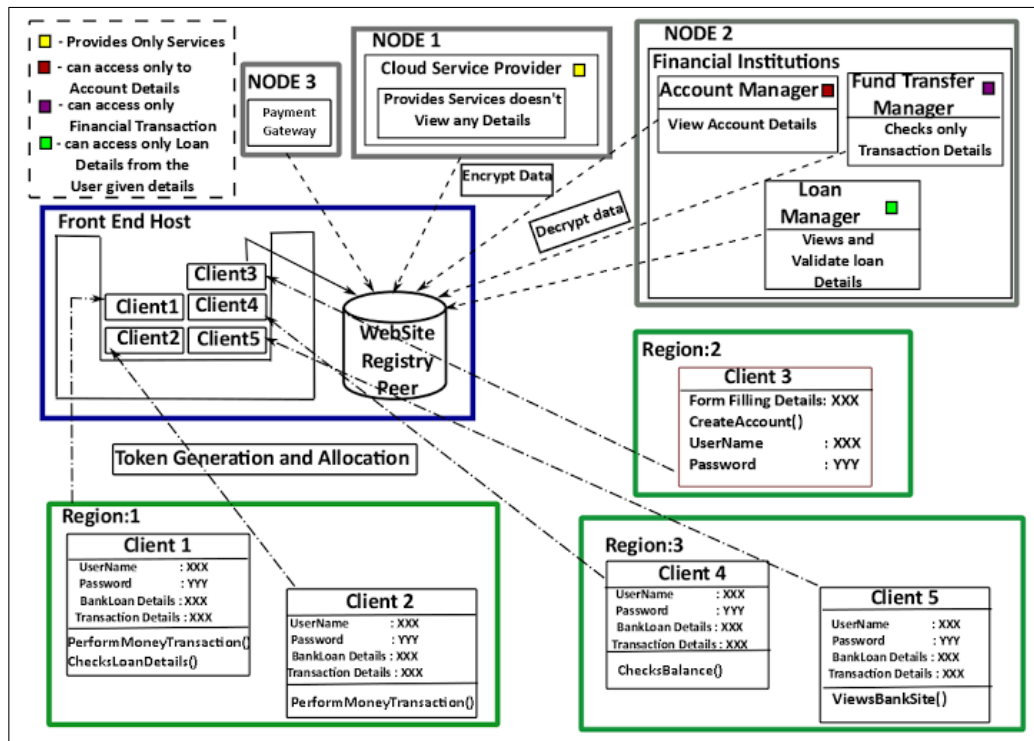 - Provides Only Services
- can access only to
Account Details
- can access only
Financial Transaction
- can access only Loan
Details from the
User given details
NODE 3
Payment
Gateway
NODE 1
Cloud Service Provider
Provides Services doesn't
View any Details
NODE 2
Financial Institutions
Account Manager
View Account Details
Fund Transfer
Manager
Checks only
Transaction Details
Loan
Manager
Views and
Validate loan
Details
Encrypt Data
Decrypt data
Front End Host
Client3
Client1
Client4
Client2
Client5
WebSite
Registry
Peer
Token Generation and Allocation
Region:2
Client 3
Form Filling Details: XXX
CreateAccount()
UserName : XXX
Password : YYY
Region:1
Client 1
UserName : XXX
Password : YYY
BankLoan Details : XXX
Transaction Details : XXX
PerformMoneyTransaction()
ChecksLoanDetails()
Client 2
UserName : XXX
Password : YYY
BankLoan Details : XXX
Transaction Details : XXX
PerformMoneyTransaction()
Region:3
Client 4
UserName : XXX
Password : YYY
BankLoan Details : XXX
Transaction Details : XXX
ChecksBalance()
Client 5
UserName : XXX
Password : YYY
BankLoan Details : XXX
Transaction Details : XXX
ViewsBankSite()